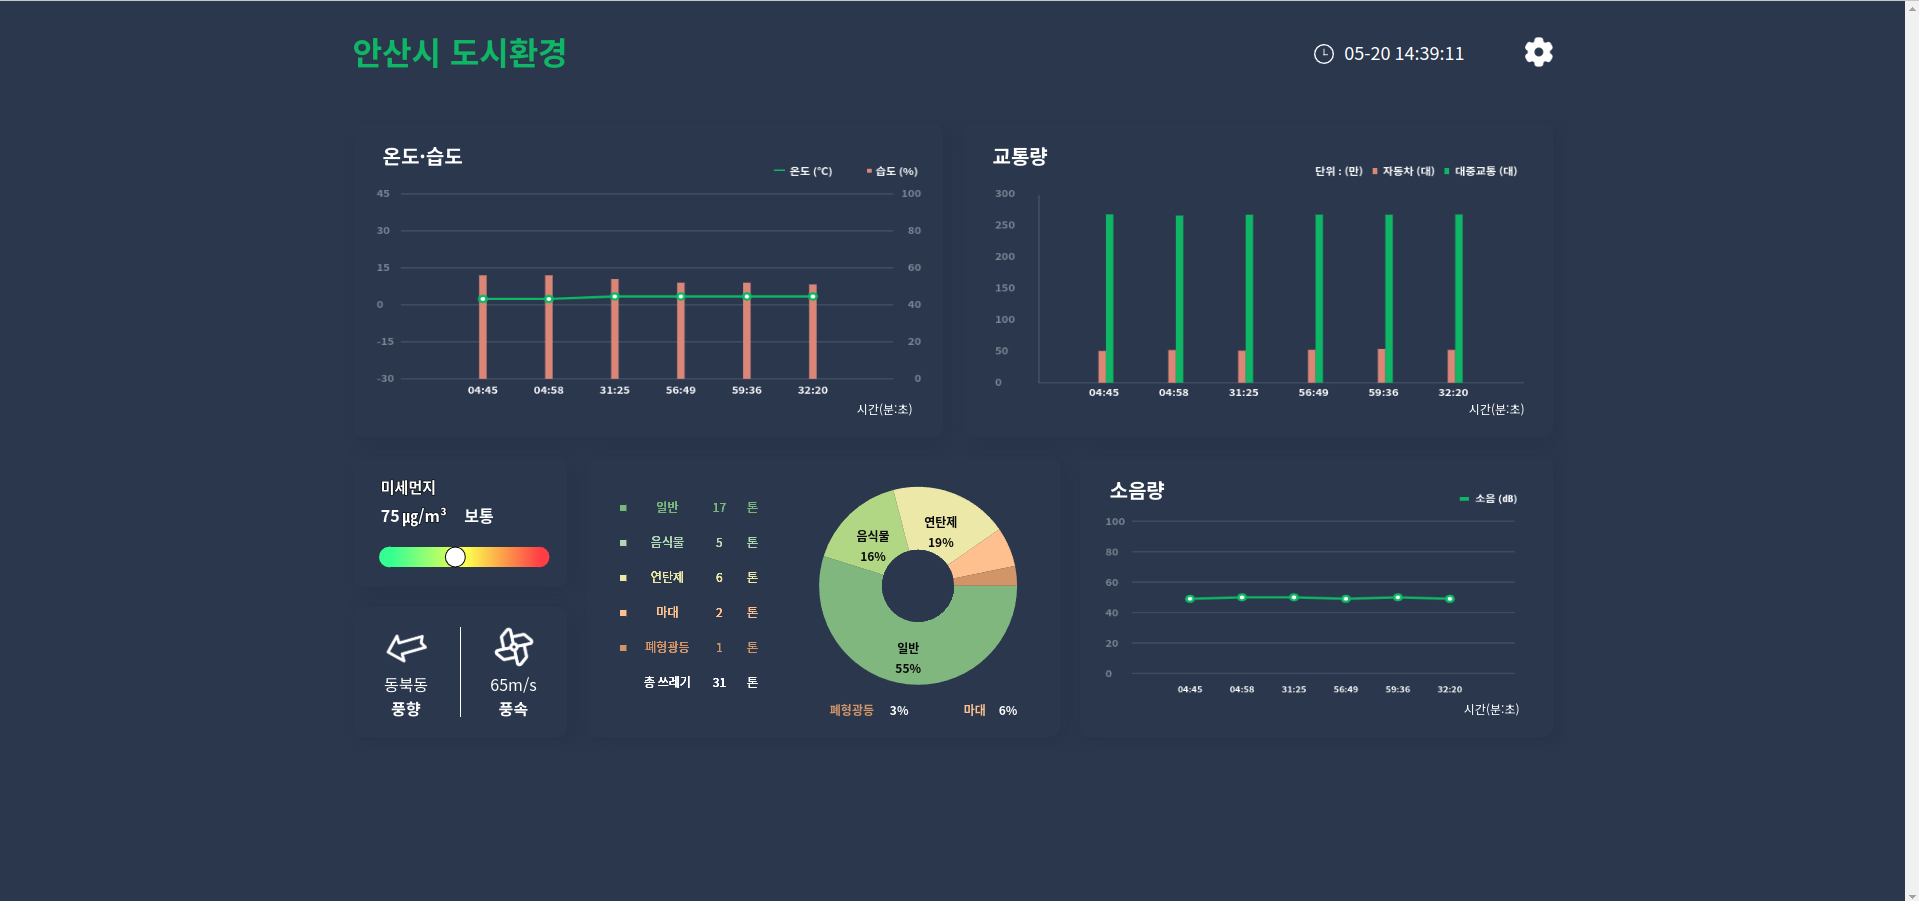 안산시 도시환경
05-20 14:39:11
온도·습도
온도 (℃) 습도 (%)
45 100
30 80
15 60
0 40
-15 20
-30 0
04:45 04:58 31:25 56:49 59:36 32:20
시간(분:초)
교통량
단위 : (만) 자동차 (대) 대중교통 (대)
300
250
200
150
100
50
0
04:45 04:58 31:25 56:49 59:36 32:20
시간(분:초)
미세먼지
75 μg/m³ 보통
동북동 65m/s
풍향 풍속
일반 17 톤
음식물 5 톤
연탄제 6 톤
마대 2 톤
폐형광등 1 톤
총 쓰레기 31 톤
연탄제
19%
음식물
16%
일반
55%
폐형광등 3% 마대 6%
소음량
소음 (dB)
100
80
60
40
20
0
04:45 04:58 31:25 56:49 59:36 32:20
시간(분:초)